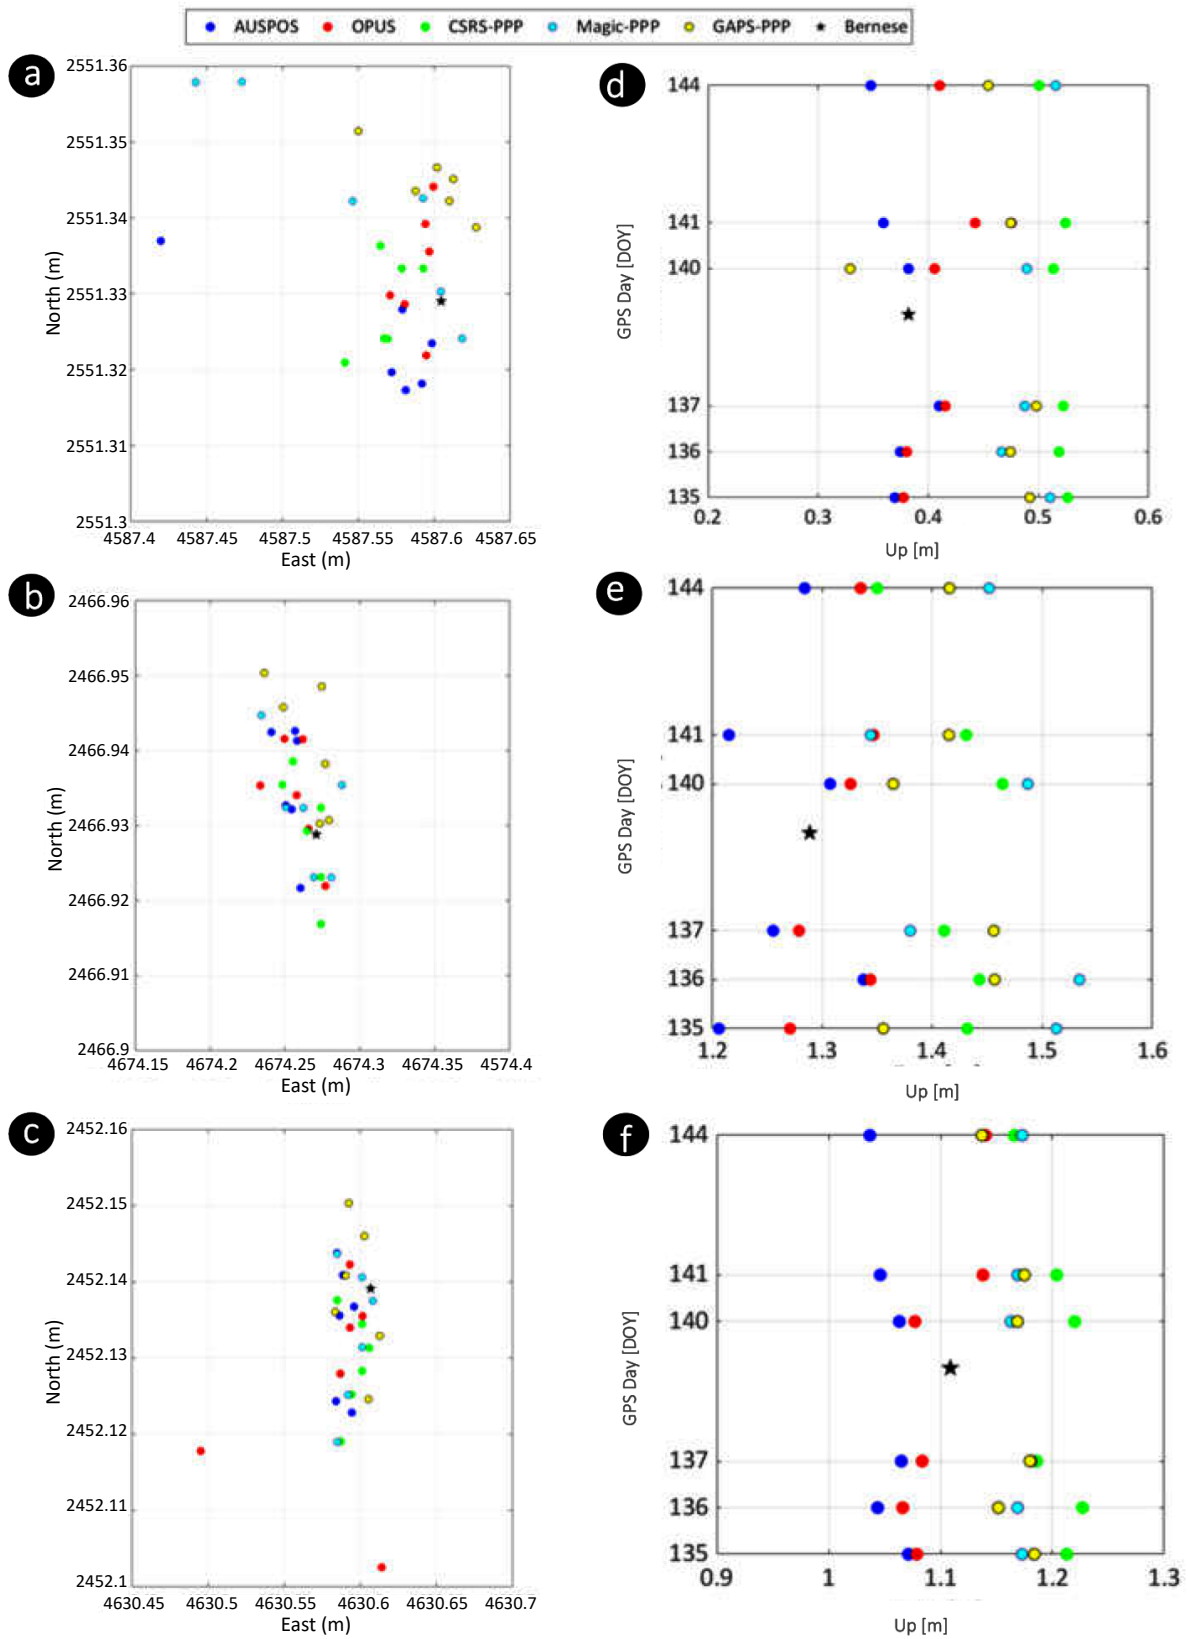 AUSPOS OPUS CSRS-PPP Magic-PPP GAPS-PPP Bernese
a
2551.36
2551.35
2551.34
2551.33
2551.32
2551.31
2551.3
North (m)
4587.4 4587.45 4587.5 4587.55 4587.6 4587.65
East (m)
d
144
141
140
137
136
135
GPS Day [DOY]
0.2 0.3 0.4 0.5 0.6
Up [m]
b
2466.96
2466.95
2466.94
2466.93
2466.92
2466.91
2466.9
North (m)
4674.15 4674.2 4674.25 4674.3 4674.35 4574.4
East (m)
e
144
141
140
137
136
135
GPS Day [DOY]
1.2 1.3 1.4 1.5 1.6
Up [m]
c
2452.16
2452.15
2452.14
2452.13
2452.12
2452.11
2452.1
North (m)
4630.45 4630.5 4630.55 4630.6 4630.65 4630.7
East (m)
f
144
141
140
137
136
135
GPS Day [DOY]
0.9 1 1.1 1.2 1.3
Up [m]